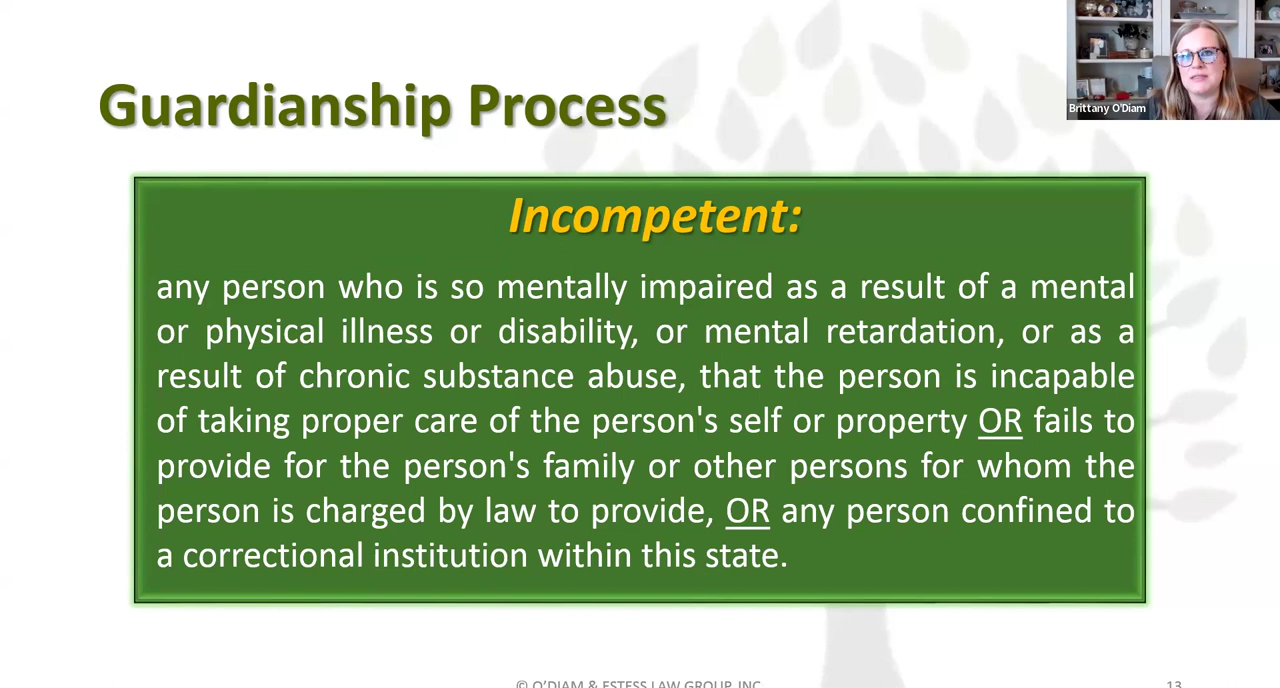 Guardianship Process
Brittany O'Diam
Incompetent:
any person who is so mentally impaired as a result of a mental
or physical illness or disability, or mental retardation, or as a
result of chronic substance abuse, that the person is incapable
of taking proper care of the person's self or property OR fails to
provide for the person's family or other persons for whom the
person is charged by law to provide, OR any person confined to
a correctional institution within this state.
© O'DIAM & ESTESS LAW GROUP, INC.
13